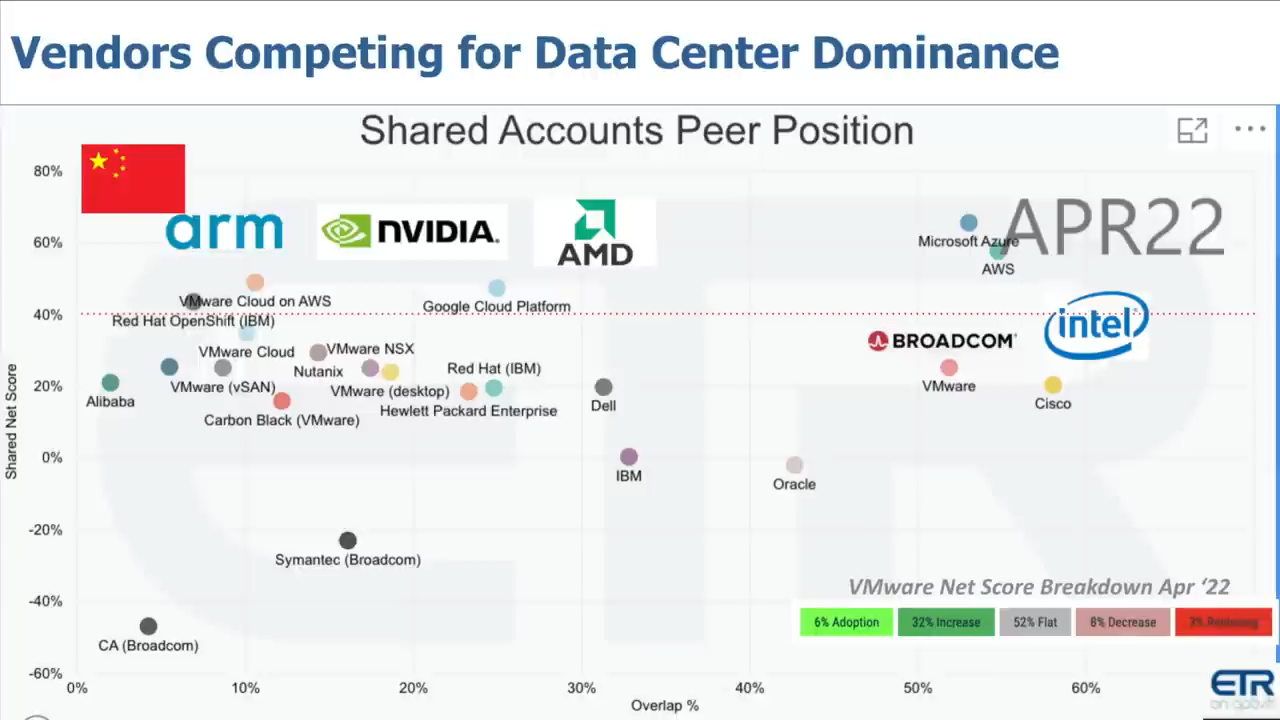 Vendors Competing for Data Center Dominance
Shared Accounts Peer Position
80%
arm
NVIDIA.
AMD
APR22
60%
Microsoft Azure
AWS
VMware Cloud on AWS
Google Cloud Platform
40%
Red Hat OpenShift (IBM)
intel
BROADCOM
VMware Cloud
VMware NSX
Nutanix
Red Hat (IBM)
20%
VMware (vSAN)
VMware (desktop)
VMware
Alibaba
Carbon Black (VMware)
Hewlett Packard Enterprise
Dell
Cisco
Shared Net Score
0%
IBM
Oracle
-20%
Symantec (Broadcom)
-40%
VMware Net Score Breakdown Apr ‘22
6% Adoption
32% Increase
52% Flat
8% Decrease
CA (Broadcom)
-60%
0%
10%
20%
30%
40%
50%
60%
Overlap %
ETR